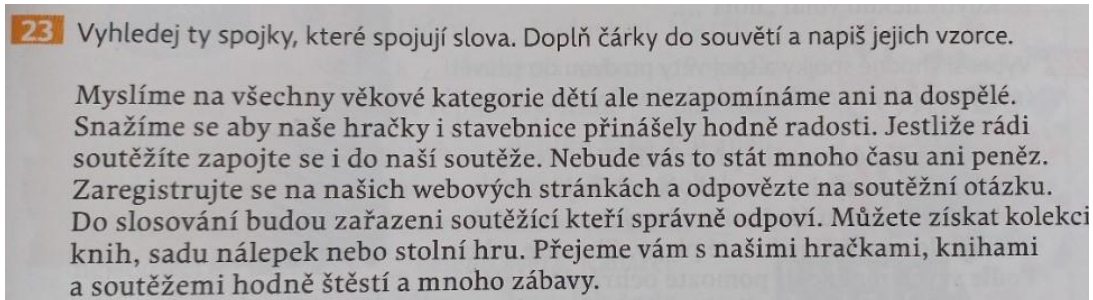 23 Vyhledej ty spojky, které spojují slova. Doplň čárky do souvětí a napiš jejich vzorce.
Myslíme na všechny věkové kategorie dětí ale nezapomínáme ani na dospělé.
Snažíme se aby naše hračky i stavebnice přinášely hodně radosti. Jestliže rádi
soutěžíte zapojte se i do naší soutěže. Nebude vás to stát mnoho času ani peněz.
Zaregistrujte se na našich webových stránkách a odpovězte na soutěžní otázku.
Do slosování budou zařazeni soutěžící kteří správně odpoví. Můžete získat kolekci
knih, sadu nálepek nebo stolní hru. Přejeme vám s našimi hračkami, knihami
a soutěžemi hodně štěstí a mnoho zábavy.